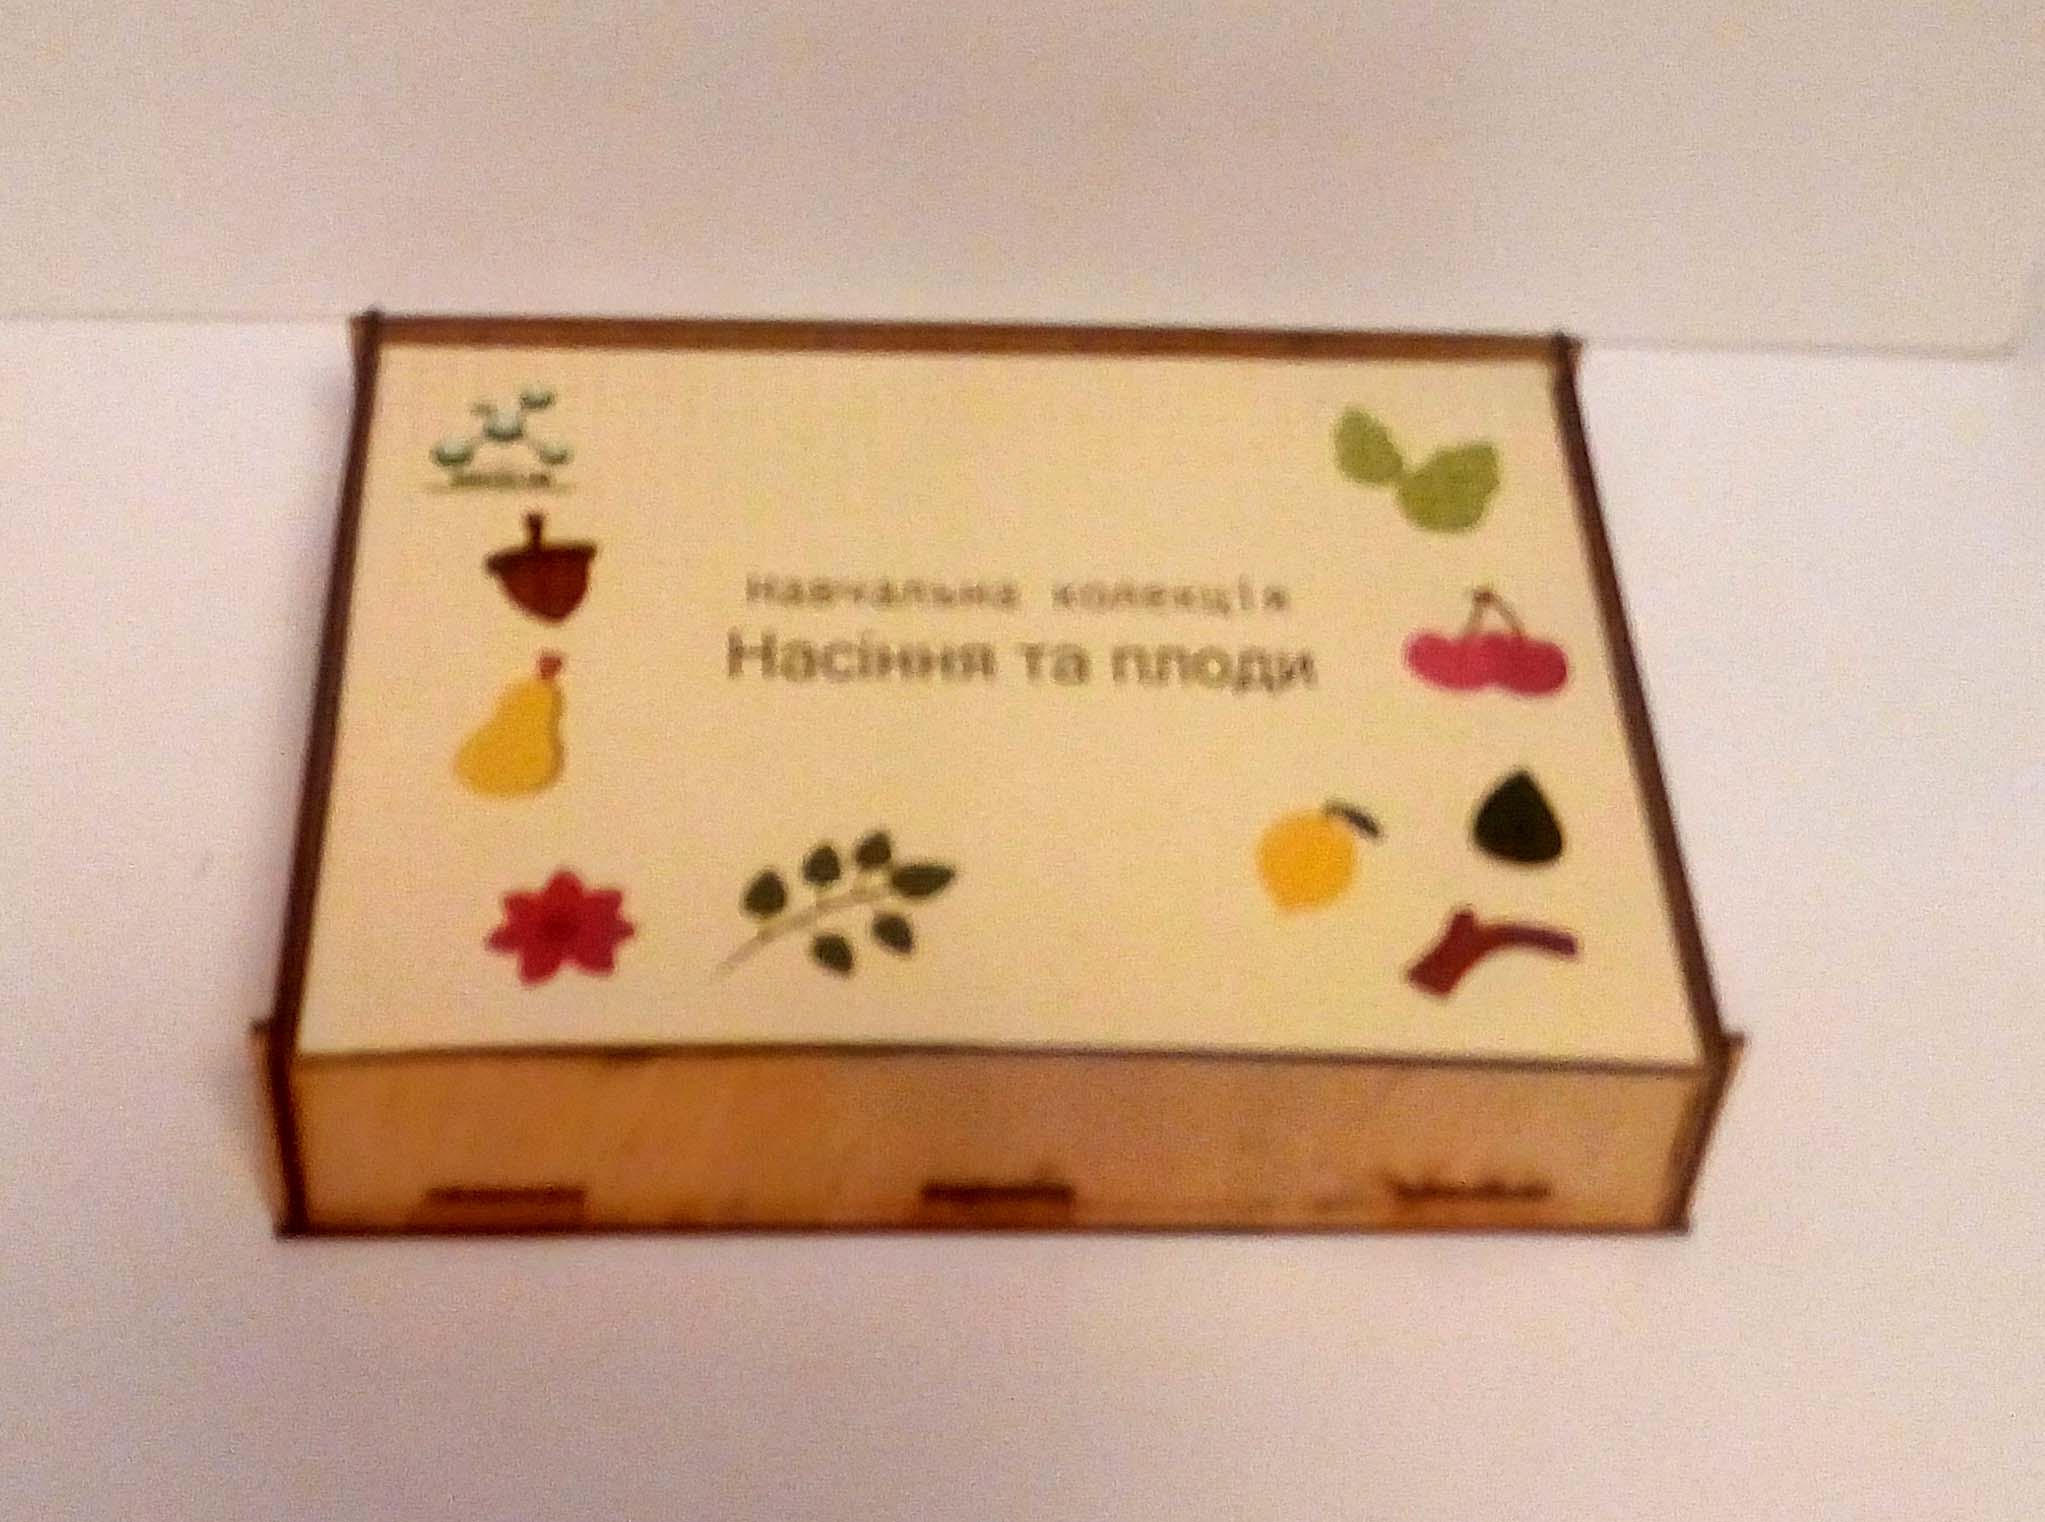 навчальна колекція
Насіння та плоди